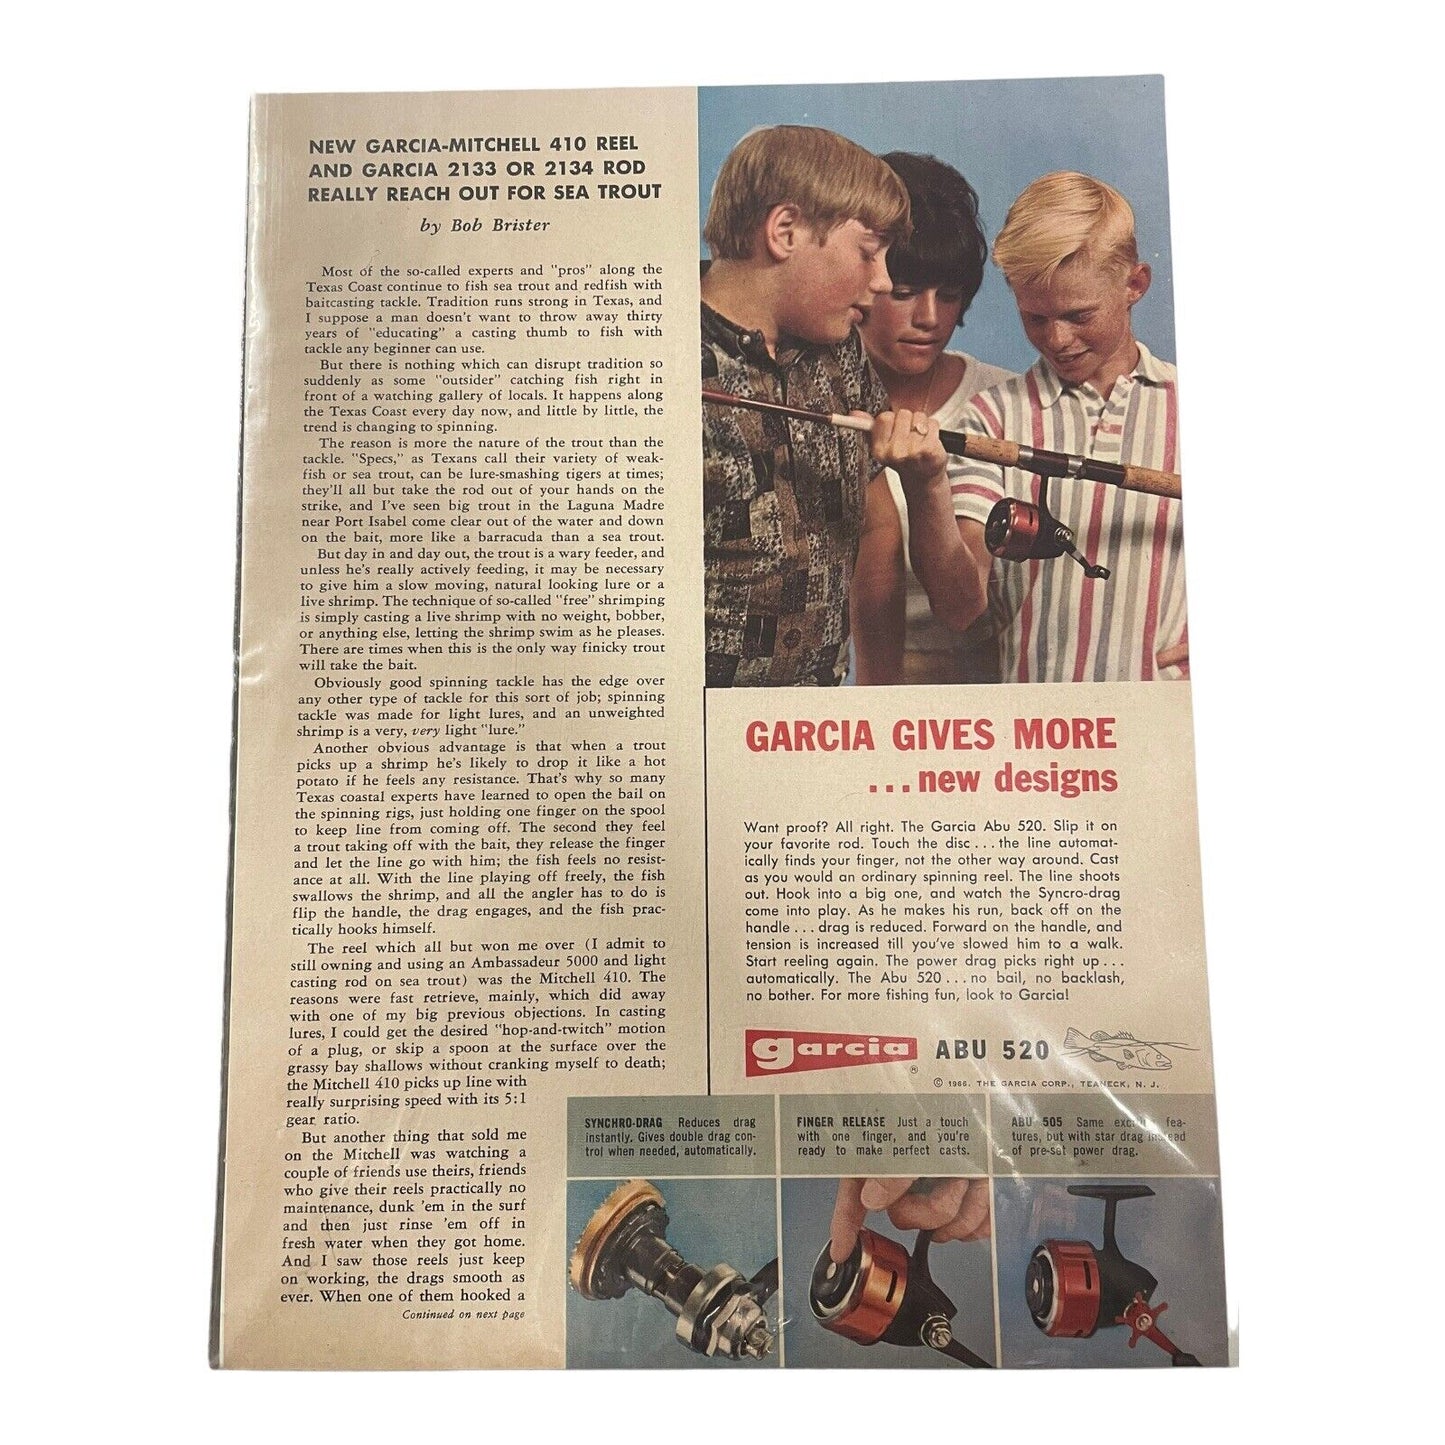 NEW GARCIA-MITCHELL 410 REEL
AND GARCIA 2133 OR 2134 ROD
REALLY REACH OUT FOR SEA TROUT
by Bob Brister
Most of the so-called experts and "pros" along the
Texas Coast continue to fish sea trout and redfish with
baitcasting tackle. Tradition runs strong in Texas, and
I suppose a man doesn't want to throw away thirty
years of "educating" a casting thumb to fish with
tackle any beginner can use.
But there is nothing which can disrupt tradition so
suddenly as some "outsider" catching fish right in
front of a watching gallery of locals. It happens along
the Texas Coast every day now, and little by little, the
trend is changing to spinning.
The reason is more the nature of the trout than the
tackle. "Specs," as Texans call their variety of weak-
fish or sea trout, can be lure-smashing tigers at times;
they'll all but take the rod out of your hands on the
strike, and I've seen big trout in the Laguna Madre
near Port Isabel come clear out of the water and down
on the bait, more like a barracuda than a sea trout.
But day in and day out, the trout is a wary feeder, and
unless he's really actively feeding, it may be necessary
to give him a slow moving, natural looking lure or a
live shrimp. The technique of so-called "free" shrimping
is simply casting a live shrimp with no weight, bobber,
or anything else, letting the shrimp swim as he pleases.
There are times when this is the only way finicky trout
will take the bait.
Obviously good spinning tackle has the edge over
any other type of tackle for this sort of job; spinning
tackle was made for light lures, and an unweighted
shrimp is a very, very light "lure."
Another obvious advantage is that when a trout
picks up a shrimp he's likely to drop it like a hot
potato if he feels any resistance. That's why so many
Texas coastal experts have learned to open the bail on
the spinning rigs, just holding one finger on the spool
to keep line from coming off. The second they feel
a trout taking off with the bait, they release the finger
and let the line go with him; the fish feels no resist-
ance at all. With the line playing off freely, the fish
swallows the shrimp, and all the angler has to do is
flip the handle, the drag engages, and the fish prac-
tically hooks himself.
The reel which all but won me over (I admit to
still owning and using an Ambassadeur 5000 and light
casting rod on sea trout) was the Mitchell 410. The
reasons were fast retrieve, mainly, which did away
with one of my big previous objections. In casting
lures, I could get the desired "hop-and-twitch" motion
of a plug, or skip a spoon at the surface over the
grassy bay shallows without cranking myself to death;
the Mitchell 410 picks up line with
really surprising speed with its 5:1
gear ratio.
But another thing that sold me
on the Mitchell was watching a
couple of friends use theirs, friends
who give their reels practically no
maintenance, dunk 'em in the surf
and then just rinse 'em off in
fresh water when they got home.
And I saw those reels just keep
on working, the drags smooth as
ever. When one of them hooked a
Continued on next page
GARCIA GIVES MORE
...new designs
Want proof? All right. The Garcia Abu 520. Slip it on
your favorite rod. Touch the disc...the line automat-
ically finds your finger, not the other way around. Cast
as you would an ordinary spinning reel. The line shoots
out. Hook into a big one, and watch the Syncro-drag
come into play. As he makes his run, back off on the
handle...drag is reduced. Forward on the handle, and
tension is increased till you've slowed him to a walk.
Start reeling again. The power drag picks right up...
automatically. The Abu 520...no bail, no backlash,
no bother. For more fishing fun, look to Garcia!
garcia ® ABU 520
© 1966. THE GARCIA CORP., TEANECK, N. J.
SYNCHRO-DRAG Reduces drag
instantly. Gives double drag con-
trol when needed, automatically.
FINGER RELEASE Just a touch
with one finger, and you're
ready to make perfect casts.
ABU 505 Same exciting fea-
tures, but with star drag instead
of pre-set power drag.